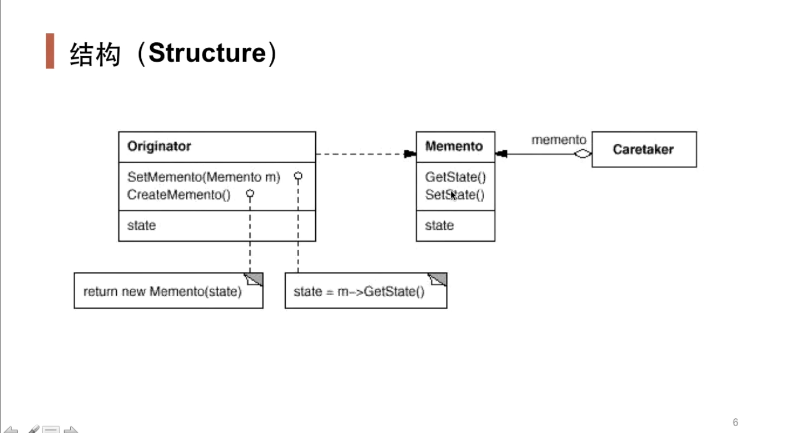 结构（Structure）
Originator
SetMemento(Memento m)
CreateMemento()
state
return new Memento(state)
state = m->GetState()
Memento
GetState()
SetState()
state
memento
Caretaker
6